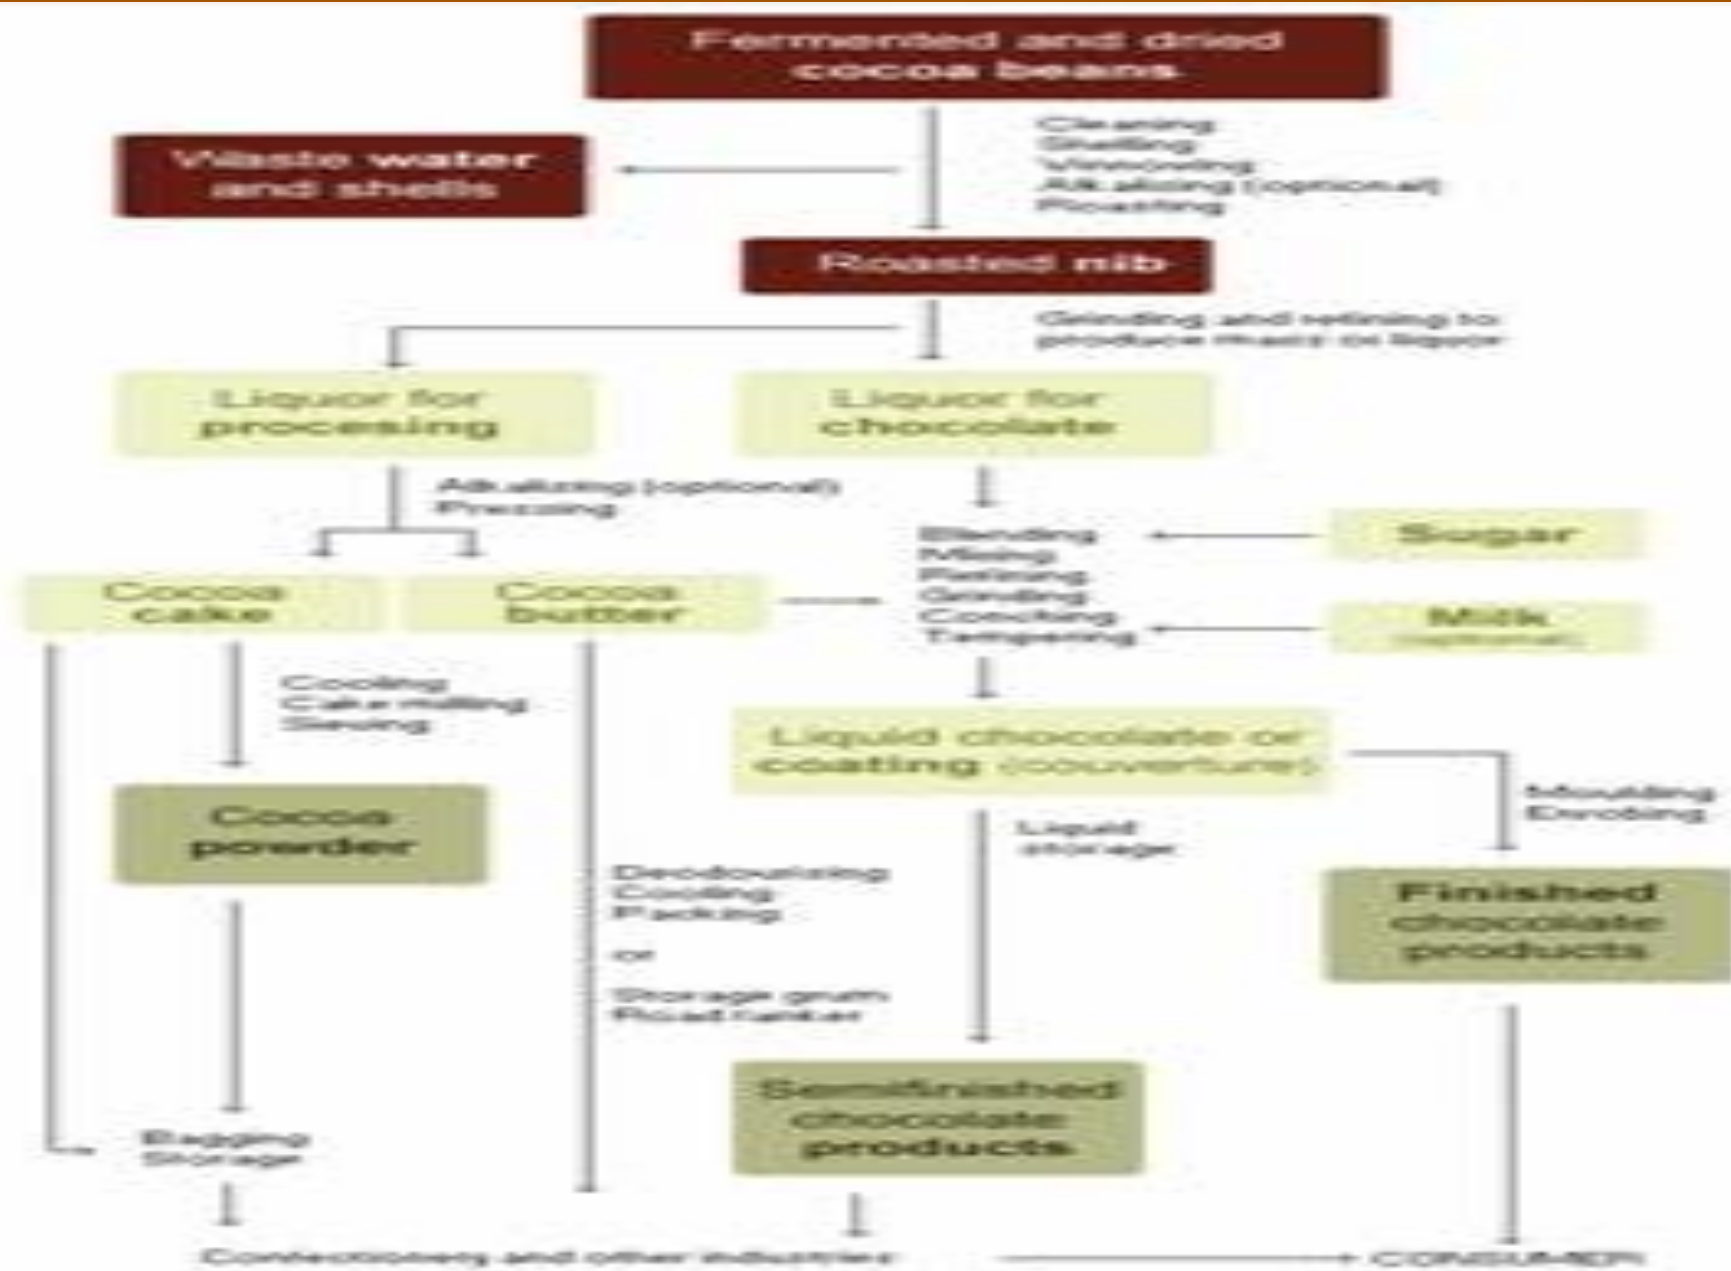 Fermented and dried
cocoa beans
Cleaning
Shelling
Winnowing
Alkalizing (optional)
Roasting
Waste water
and shells
Roasted nib
Grinding and refining to
produce mass or liquor
Liquor for
procesing
Liquor for
chocolate
Alkalizing (optional)
Pressing
Blending
Mixing
Refining
Grinding
Conching
Tempering
Sugar
Milk
(optional)
Cocoa
cake
Cocoa
butter
Cooling
Cake milling
Sieving
Liquid chocolate or
coating (couverture)
Moulding
Enrobing
Cocoa
powder
Liquid
storage
Deodourising
Cooling
Packing
or
Storage
Road tanker
Finished
chocolate
products
Semifinished
chocolate
products
Bagging
Storage
Confectionery and other industries
CONSUMER